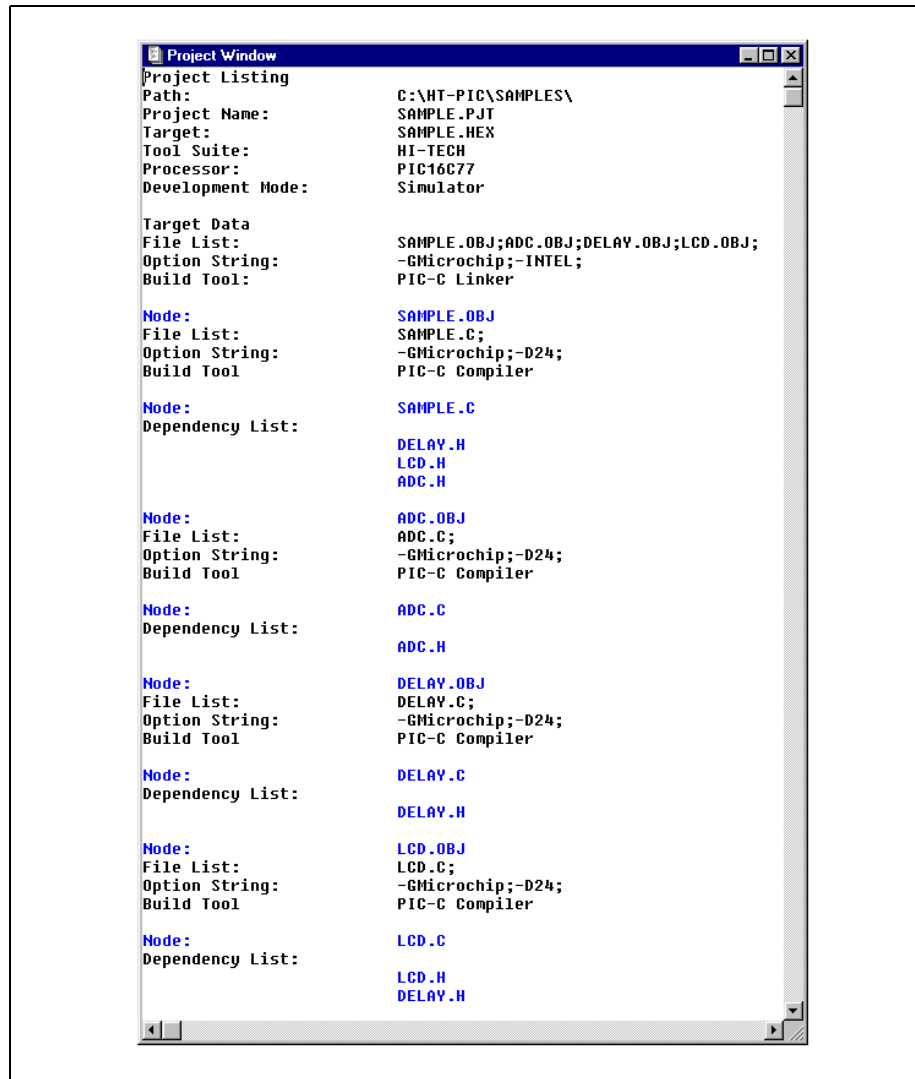 Project Window
Project Listing
Path: C:\HT-PIC\SAMPLES\
Project Name: SAMPLE.PJT
Target: SAMPLE.HEX
Tool Suite: HI-TECH
Processor: PIC16C77
Development Mode: Simulator
Target Data
File List: SAMPLE.OBJ;ADC.OBJ;DELAY.OBJ;LCD.OBJ;
Option String: -GMicrochip;-INTEL;
Build Tool: PIC-C Linker
Node: SAMPLE.OBJ
File List: SAMPLE.C;
Option String: -GMicrochip;-D24;
Build Tool PIC-C Compiler
Node: SAMPLE.C
Dependency List:
DELAY.H
LCD.H
ADC.H
Node: ADC.OBJ
File List: ADC.C;
Option String: -GMicrochip;-D24;
Build Tool PIC-C Compiler
Node: ADC.C
Dependency List:
ADC.H
Node: DELAY.OBJ
File List: DELAY.C;
Option String: -GMicrochip;-D24;
Build Tool PIC-C Compiler
Node: DELAY.C
Dependency List:
DELAY.H
Node: LCD.OBJ
File List: LCD.C;
Option String: -GMicrochip;-D24;
Build Tool PIC-C Compiler
Node: LCD.C
Dependency List:
LCD.H
DELAY.H